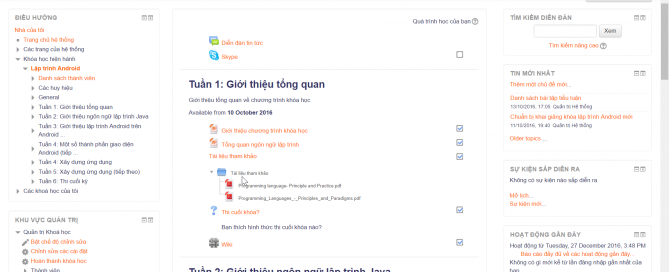 ĐIỀU HƯỚNG
Nhà của tôi
Trang chủ hệ thống
Các trang của hệ thống
Khóa học hiện hành
Lập trình Android
Danh sách thành viên
Các huy hiệu
General
Tuần 1: Giới thiệu tổng quan
Tuần 2: Giới thiệu ngôn ngữ lập trình Java
Tuần 3: Giới thiệu lập trình Android trên
Android ...
Tuần 4: Một số thành phần giao diện
Android (tiếp ...
Tuần 4: Xây dựng ứng dụng
Tuần 5: Xây dựng ứng dụng (tiếp theo)
Tuần 6: Thi cuối kỳ
Các khoá học của tôi
KHU VỰC QUẢN TRỊ
Quản trị Khoá học
Bật chế độ chỉnh sửa
Chỉnh sửa các cài đặt
Hoàn thành khóa học
Thành viên
Quá trình học của bạn
Diễn đàn tin tức
Skype
Tuần 1: Giới thiệu tổng quan
Giới thiệu tổng quan về chương trình khóa học
Available from 10 October 2016
Giới thiệu chương trình khóa học
Tổng quan ngôn ngữ lập trình
Tài liệu tham khảo
Tài liệu tham khảo
Programming language- Principle and Practice.pdf
Programming_Languages_-_Principles_and_Paradigms.pdf
Thi cuối khóa?
Bạn thích hình thức thi cuối khóa nào?
Wiki
Tuần 2: Giới thiệu ngôn ngữ lập trình Java
TÌM KIẾM DIỄN ĐÀN
Xem
Tìm kiếm nâng cao
TIN MỚI NHẤT
Thêm một chủ đề mới...
Danh sách bài tập tiểu luận
13/10/2016, 17:05 Quản trị Hệ thống
Chuẩn bị khai giảng khóa lập trình Android mới
11/10/2016, 10:40 Quản trị Hệ thống
Older topics ...
SỰ KIỆN SẮP DIỄN RA
Không có sự kiện nào sắp diễn ra
Mở lịch...
Sự kiện mới...
HOẠT ĐỘNG GẦN ĐÂY
Hoạt động từ Tuesday, 27 December 2016, 3:48 PM
Báo cáo đầy đủ về các hoạt động gần...
Không có gì mới kể từ lần đăng nhập gần nhất của
bạn